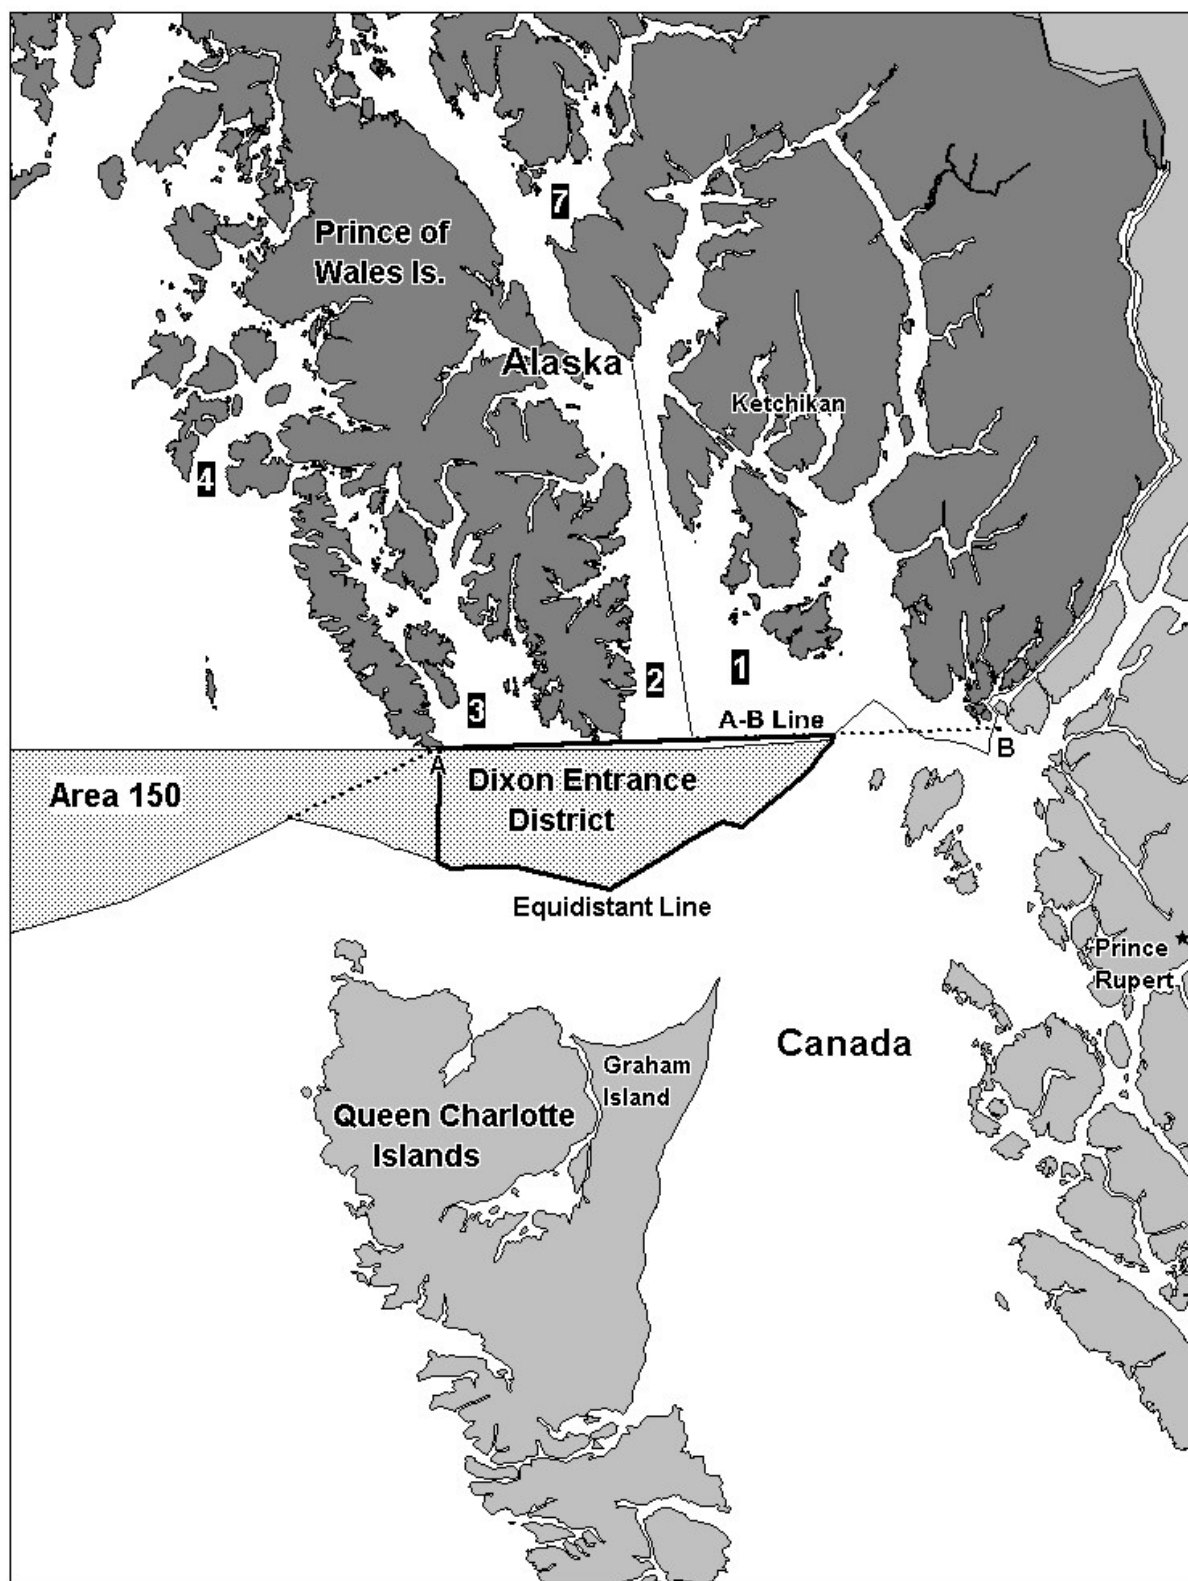 7
Prince of
Wales Is.
Alaska
Ketchikan
4
1
2
3
A-B Line
B
A
Area 150
Dixon Entrance
District
Equidistant Line
Prince
Rupert
Canada
Graham
Island
Queen Charlotte
Islands